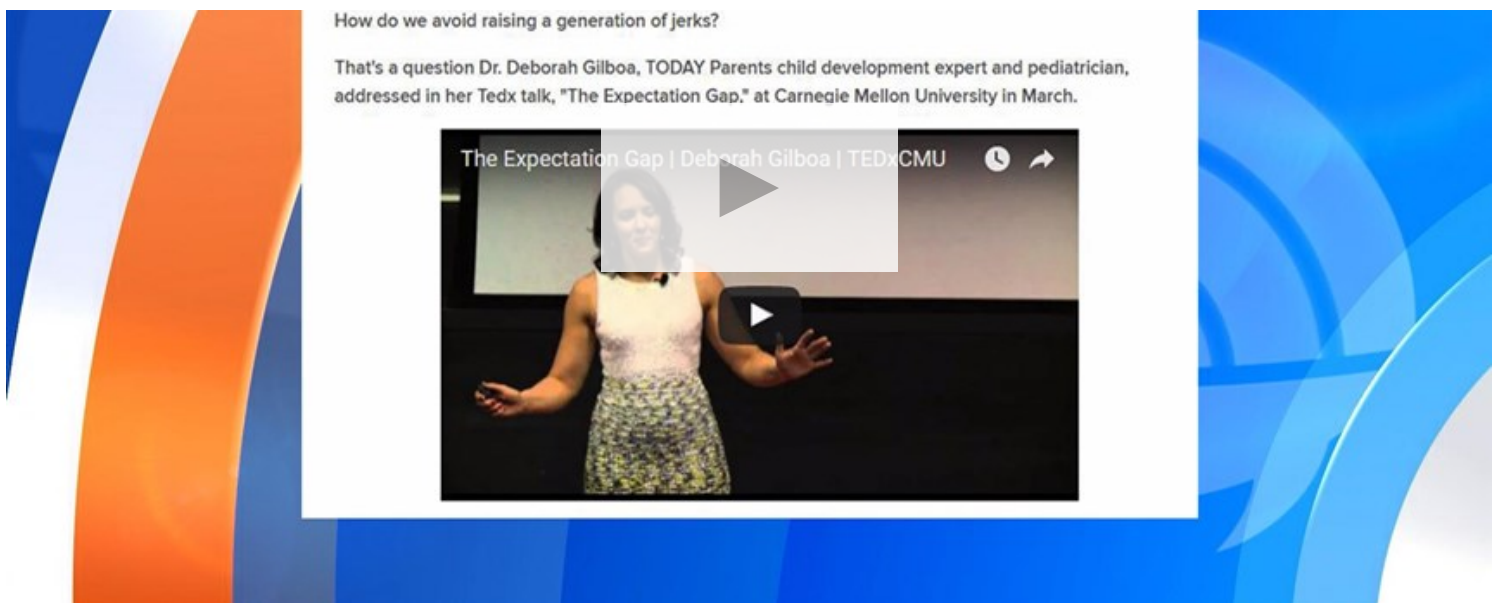 How do we avoid raising a generation of jerks?
That's a question Dr. Deborah Gilboa, TODAY Parents child development expert and pediatrician,
addressed in her Tedx talk, "The Expectation Gap," at Carnegie Mellon University in March.
The Expectation Gap | Deborah Gilboa | TEDxCMU